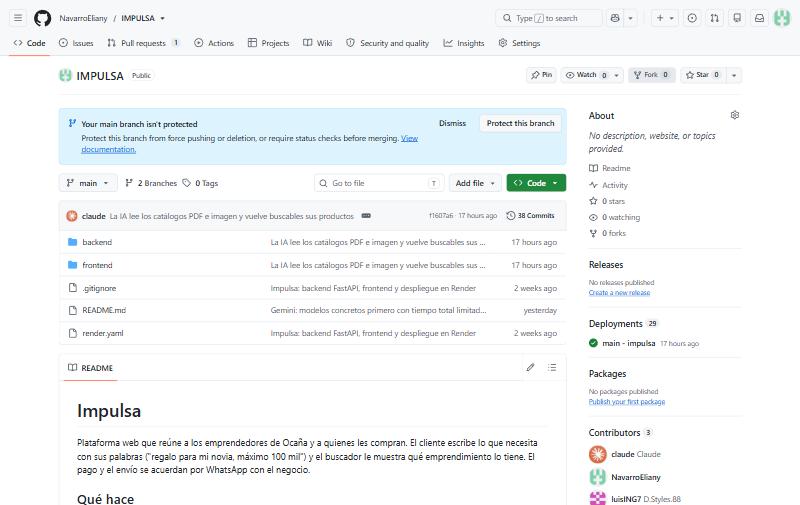 NavarroEliany / IMPULSA
Type / to search
Code Issues Pull requests 1 Actions Projects Wiki Security and quality Insights Settings
IMPULSA Public
Pin Watch 0 Fork 0 Star 0
Your main branch isn't protected
Protect this branch from force pushing or deletion, or require status checks before merging. View
documentation.
Dismiss Protect this branch
main 2 Branches 0 Tags Go to file T Add file Code
claude La IA lee los catálogos PDF e imagen y vuelve buscables sus productos f1607a6 · 17 hours ago 38 Commits
backend La IA lee los catálogos PDF e imagen y vuelve buscables sus ... 17 hours ago
frontend La IA lee los catálogos PDF e imagen y vuelve buscables sus ... 17 hours ago
.gitignore Impulsa: backend FastAPI, frontend y despliegue en Render 2 weeks ago
README.md Gemini: modelos concretos primero con tiempo total limitad... yesterday
render.yaml Impulsa: backend FastAPI, frontend y despliegue en Render 2 weeks ago
README
Impulsa
Plataforma web que reúne a los emprendedores de Ocaña y a quienes les compran. El cliente escribe lo que necesita
con sus palabras ("regalo para mi novia, máximo 100 mil") y el buscador le muestra qué emprendimiento lo tiene. El
pago y el envío se acuerdan por WhatsApp con el negocio.
Qué hace
About
No description, website, or topics
provided.
Readme
Activity
0 stars
0 watching
0 forks
Releases
No releases published
Create a new release
Deployments 29
main - impulsa 17 hours ago
Packages
No packages published
Publish your first package
Contributors 3
claude Claude
NavarroEliany
luisING7 D.Styles.88